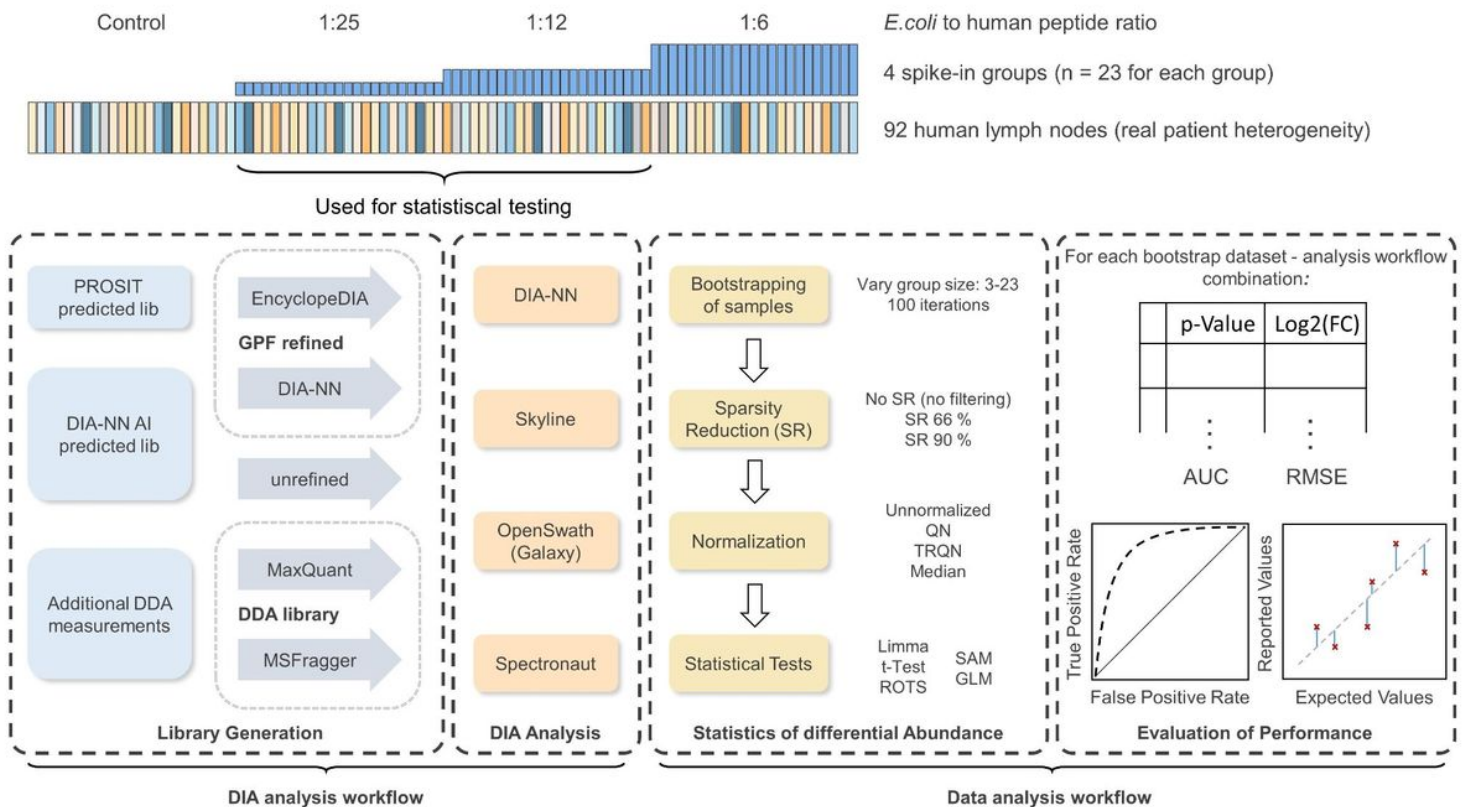 Control
1:25
1:12
1:6
E.coli to human peptide ratio
4 spike-in groups (n = 23 for each group)
92 human lymph nodes (real patient heterogeneity)
Used for statistiscal testing
PROSIT
predicted lib
DIA-NN AI
predicted lib
Additional DDA
measurements
EncyclopeDIA
GPF refined
DIA-NN
unrefined
MaxQuant
DDA library
MSFragger
Library Generation
DIA-NN
Skyline
OpenSwath
(Galaxy)
Spectronaut
DIA Analysis
Bootstrapping
of samples
Vary group size: 3-23
100 iterations
Sparsity
Reduction (SR)
No SR (no filtering)
SR 66 %
SR 90 %
Normalization
Unnormalized
QN
TRQN
Median
Statistical Tests
Limma
t-Test
ROTS
SAM
GLM
Statistics of differential Abundance
For each bootstrap dataset - analysis workflow
combination:
p-Value
Log2(FC)
AUC
RMSE
True Positive Rate
False Positive Rate
Reported Values
Expected Values
Evaluation of Performance
DIA analysis workflow
Data analysis workflow